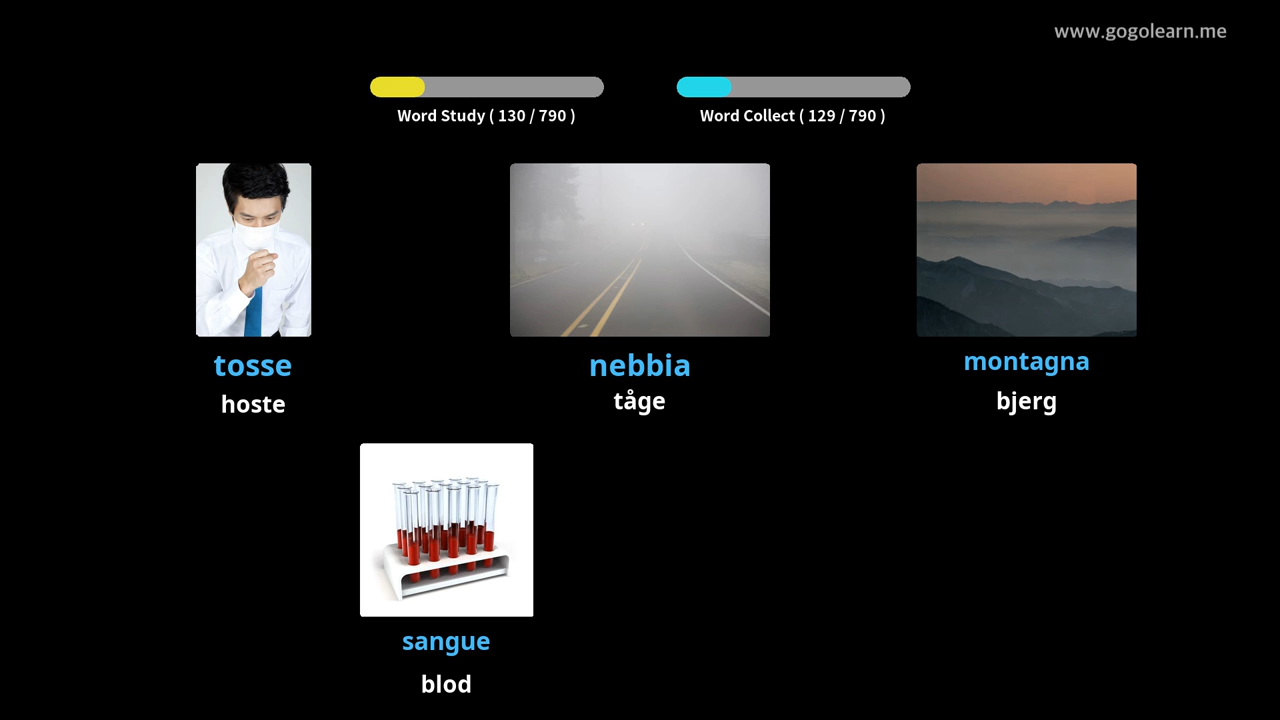 www.gogolearn.me
Word Study ( 130 / 790 )
Word Collect ( 129 / 790 )
tosse
hoste
nebbia
tåge
montagna
bjerg
sangue
blod